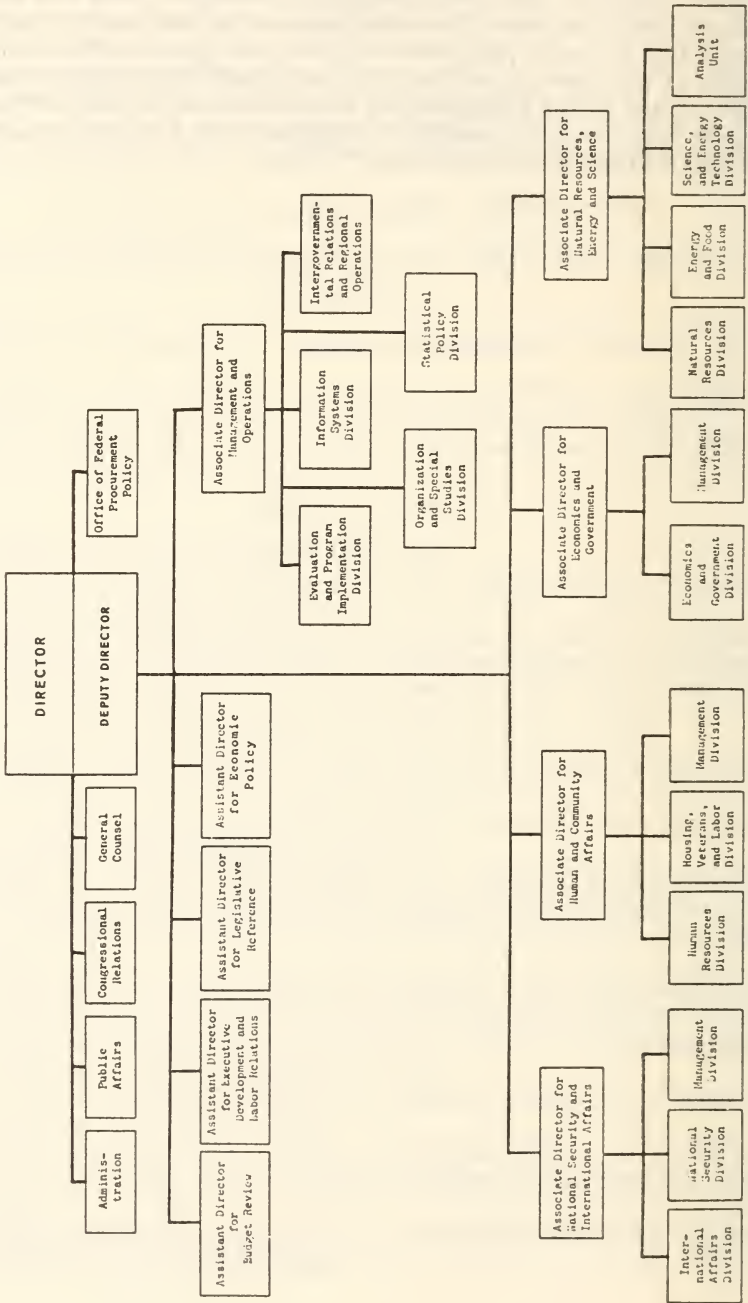 DIRECTOR
DEPUTY DIRECTOR
Adminis-
tration
Public
Affairs
Congressional
Relations
General
Counsel
Office of Federal
Procurement
Policy
Assistant Director
for
Budget Review
Assistant Director
for Executive
Development and
Labor Relations
Assistant Director
for Legislative
Reference
Assistant Director
for Economic
Policy
Associate Director for
Management and
Operations
Evaluation
and Program
Implementation
Division
Organization
and Special
Studies
Division
Information
Systems
Division
Statistical
Policy
Division
Intergovernmen-
tal Relations
and Regional
Operations
Associate Director for
National Security and
International Affairs
Inter-
national
Affairs
Division
National
Security
Division
Management
Division
Associate Director for
Human and Community
Affairs
Human
Resources
Division
Housing,
Veterans,
and Labor
Division
Management
Division
Associate Director for
Economics and
Government
Economics
and
Government
Division
Management
Division
Associate Director for
Natural Resources,
Energy and Science
Natural
Resources
Division
Energy
and Food
Division
Science,
and Energy
Technology
Division
Analysis
Unit